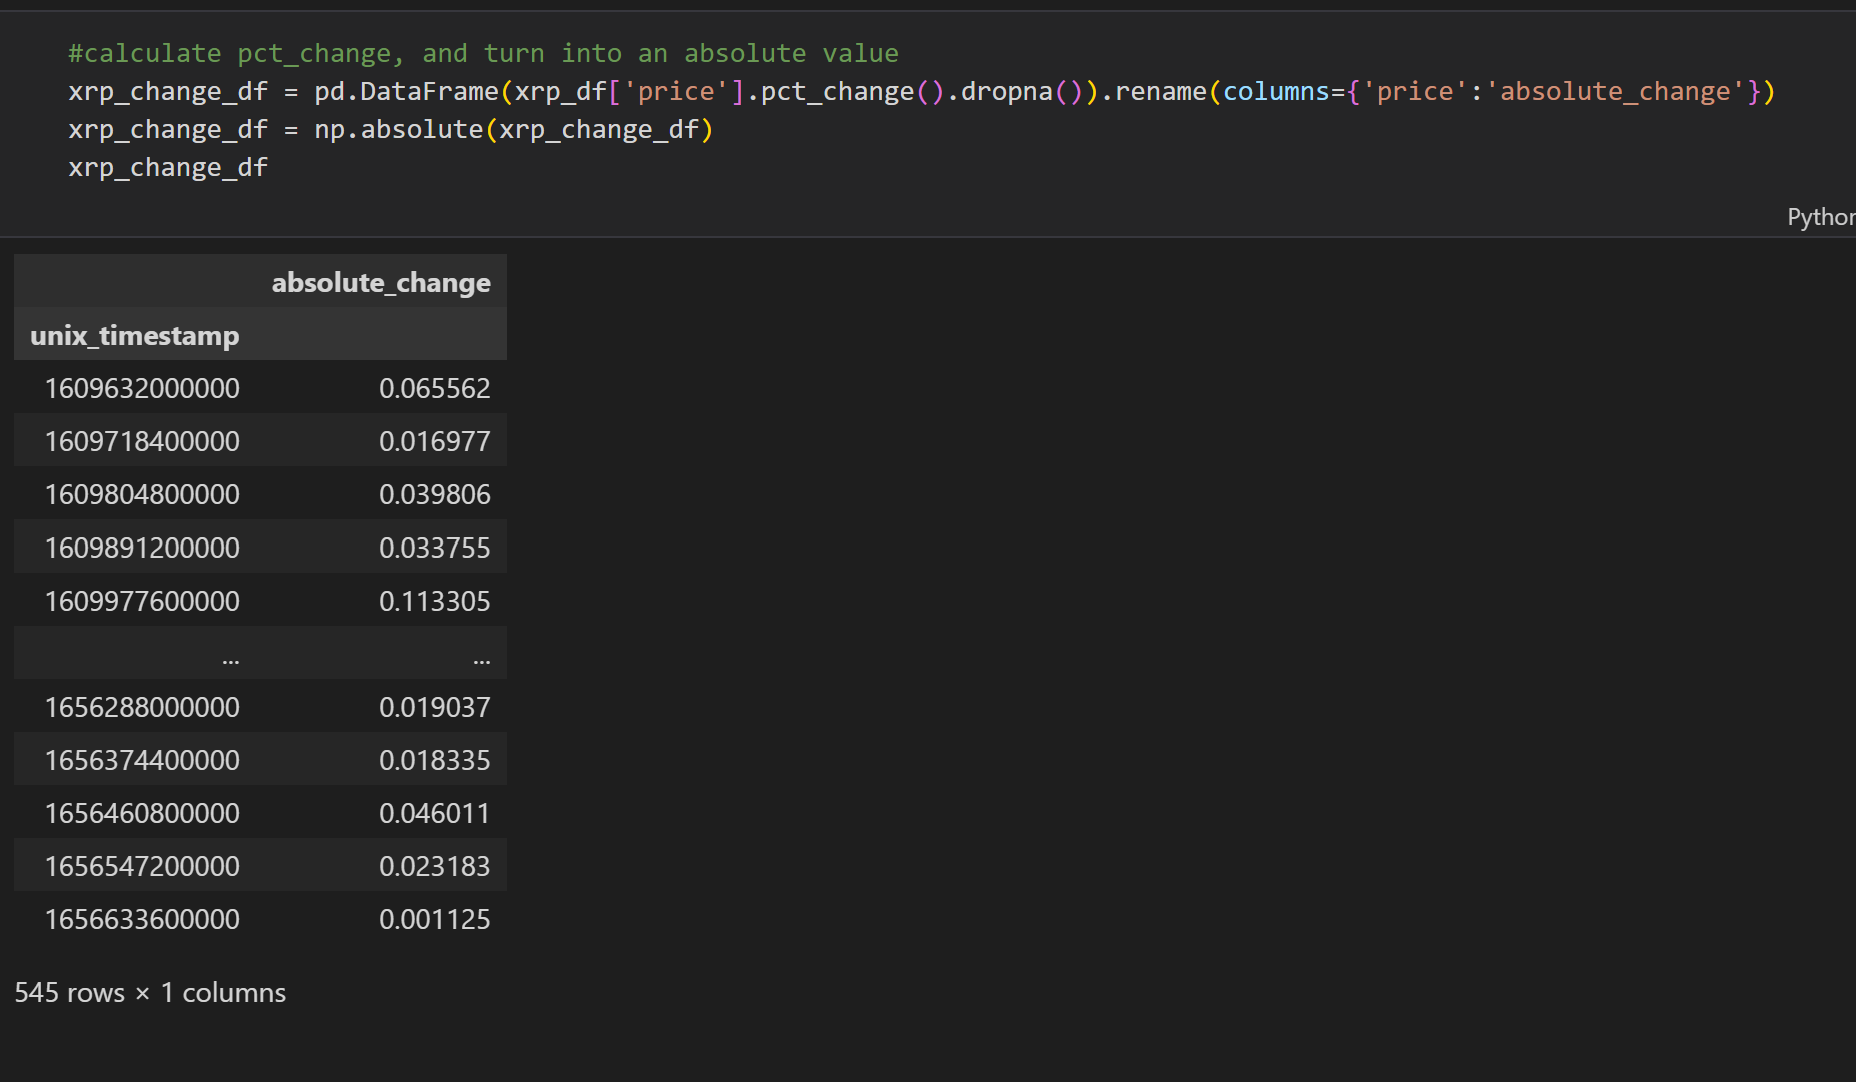 #calculate pct_change, and turn into an absolute value
xrp_change_df = pd.DataFrame(xrp_df['price'].pct_change().dropna()).rename(columns={'price':'absolute_change'})
xrp_change_df = np.absolute(xrp_change_df)
xrp_change_df
Python
absolute_change
unix_timestamp
1609632000000 0.065562
1609718400000 0.016977
1609804800000 0.039806
1609891200000 0.033755
1609977600000 0.113305
... ...
1656288000000 0.019037
1656374400000 0.018335
1656460800000 0.046011
1656547200000 0.023183
1656633600000 0.001125
545 rows × 1 columns